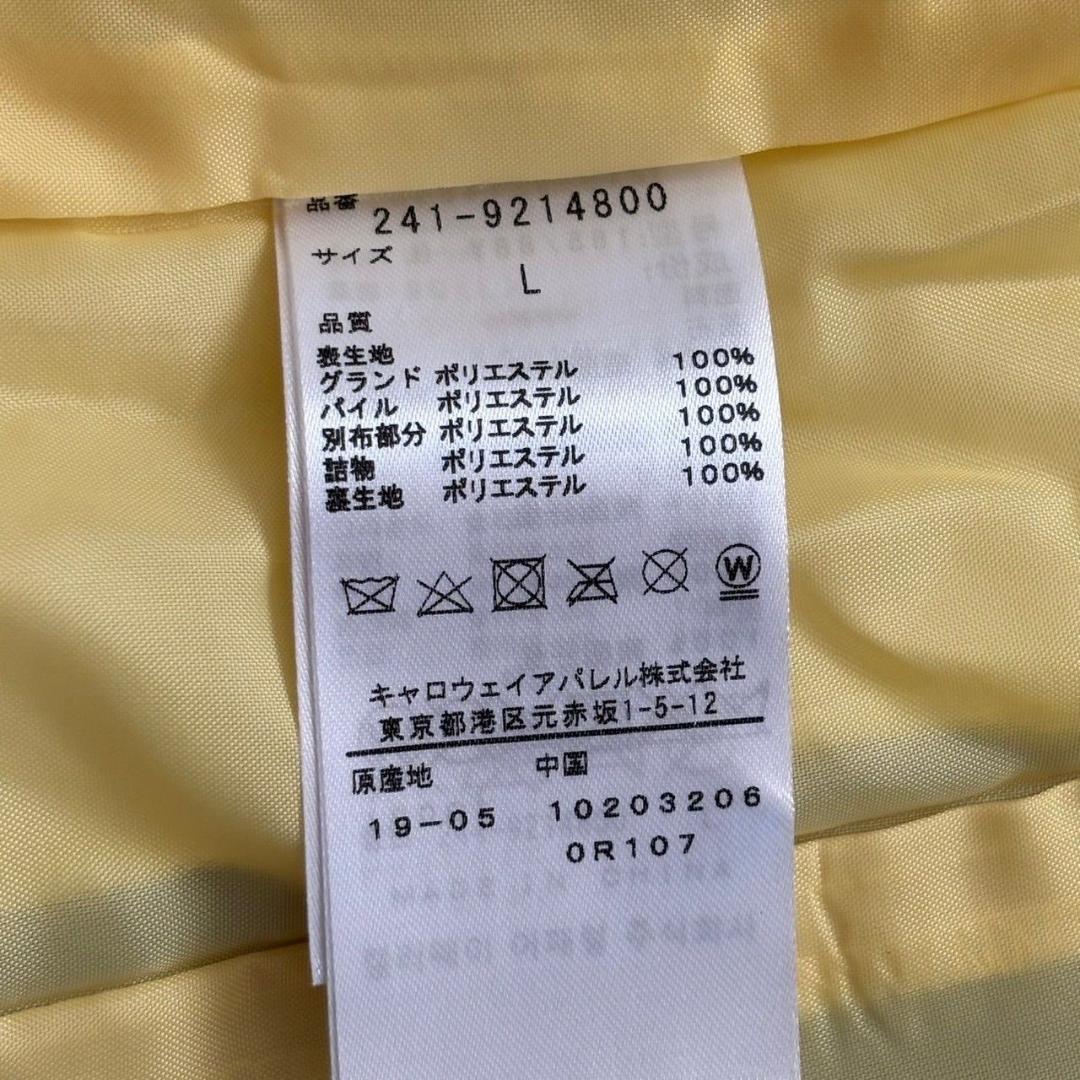 品番 241-9214800
サイズ
L
品質
表生地
グランド ポリエステル 100%
パイル ポリエステル 100%
別布部分 ポリエステル 100%
詰物 ポリエステル 100%
裏生地 ポリエステル 100%
W
キャロウェイアパレル株式会社
東京都港区元赤坂1-5-12
原産地 中国
19-05 10203206
0R107
MADE IN CHINA